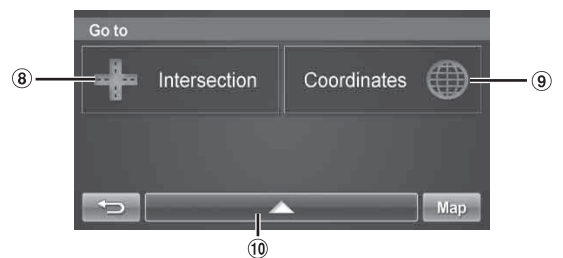 Go to
⑧ Intersection Coordinates ⑨
Map
⑩